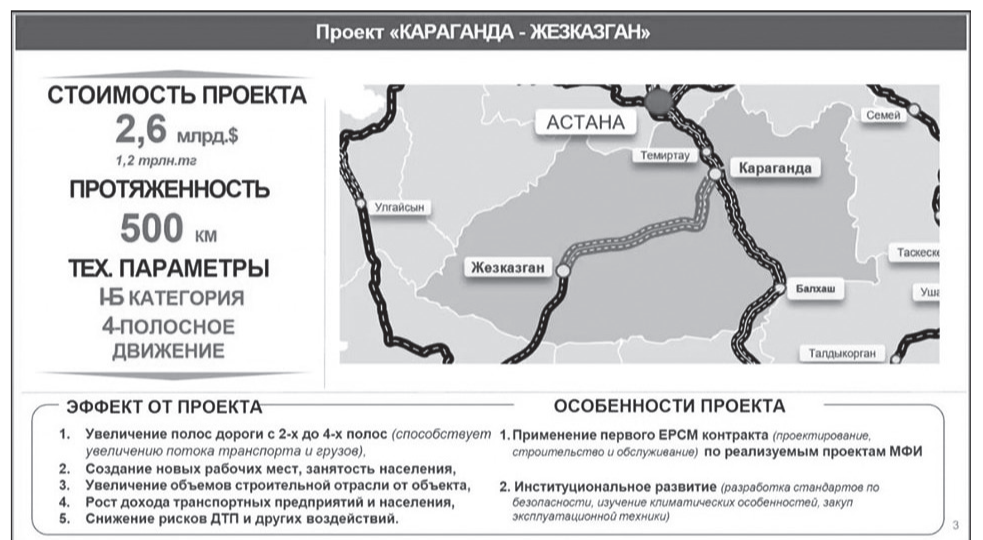 Проект «КАРАГАНДА - ЖЕЗКАЗГАН»
СТОИМОСТЬ ПРОЕКТА
2,6 млрд.$
1,2 трлн.тг
ПРОТЯЖЕННОСТЬ
500 км
ТЕХ. ПАРАМЕТРЫ
I-Б КАТЕГОРИЯ
4-ПОЛОСНОЕ
ДВИЖЕНИЕ
АСТАНА
Семей
Темиртау
Караганда
Улгайсын
Таскеске
Жезказган
Балхаш
Уша
Талдыкорган
ЭФФЕКТ ОТ ПРОЕКТА
1. Увеличение полос дороги с 2-х до 4-х полос (способствует
увеличению потока транспорта и грузов),
2. Создание новых рабочих мест, занятость населения,
3. Увеличение объемов строительной отрасли от объекта,
4. Рост дохода транспортных предприятий и населения,
5. Снижение рисков ДТП и других воздействий.
ОСОБЕННОСТИ ПРОЕКТА
1. Применение первого EPCM контракта (проектирование,
строительство и обслуживание) по реализуемым проектам МФИ
2. Институциональное развитие (разработка стандартов по
безопасности, изучение климатических особенностей, закуп
эксплуатационной техники)
3